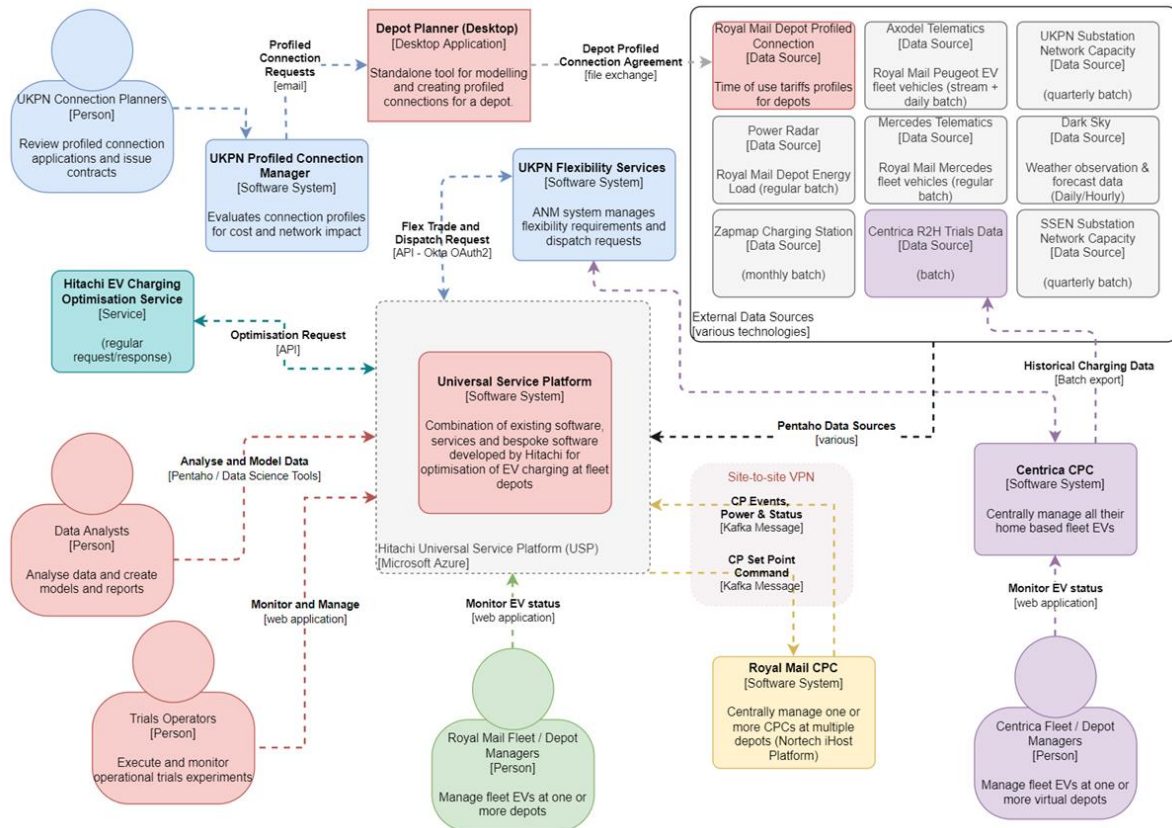 UKPN Connection Planners
[Person]
Review profiled connection
applications and issue
contracts
Profiled
Connection
Requests
[email]
Depot Planner (Desktop)
[Desktop Application]
Standalone tool for modelling
and creating profiled
connections for a depot.
Depot Profiled
Connection Agreement
[file exchange]
UKPN Profiled Connection
Manager
[Software System]
Evaluates connection profiles
for cost and network impact
UKPN Flexibility Services
[Software System]
ANM system manages
flexibility requirements and
dispatch requests
Flex Trade and
Dispatch Request
[API - Okta OAuth2]
Royal Mail Depot Profiled
Connection
[Data Source]
Time of use tariffs profiles
for depots
Axodel Telematics
[Data Source]
Royal Mail Peugeot EV
fleet vehicles (stream +
daily batch)
UKPN Substation
Network Capacity
[Data Source]
(quarterly batch)
Power Radar
[Data Source]
Royal Mail Depot Energy
Load (regular batch)
Mercedes Telematics
[Data Source]
Royal Mail Mercedes
fleet vehicles (regular
batch)
Dark Sky
[Data Source]
Weather observation &
forecast data
(Daily/Hourly)
Zapmap Charging Station
[Data Source]
(monthly batch)
Centrica R2H Trials Data
[Data Source]
(batch)
SSEN Substation
Network Capacity
[Data Source]
(quarterly batch)
External Data Sources
[various technologies]
Hitachi EV Charging
Optimisation Service
[Service]
(regular
request/response)
Optimisation Request
[API]
Universal Service Platform
[Software System]
Combination of existing software,
services and bespoke software
developed by Hitachi for
optimisation of EV charging at fleet
depots
Hitachi Universal Service Platform (USP)
[Microsoft Azure]
Pentaho Data Sources
[various]
Historical Charging Data
[Batch export]
Analyse and Model Data
[Pentaho / Data Science Tools]
Data Analysts
[Person]
Analyse data and create
models and reports
Site-to-site VPN
CP Events,
Power & Status
[Kafka Message]
CP Set Point
Command
[Kafka Message]
Centrica CPC
[Software System]
Centrally manage all their
home based fleet EVs
Monitor and Manage
[web application]
Monitor EV status
[web application]
Monitor EV status
[web application]
Trials Operators
[Person]
Execute and monitor
operational trials experiments
Royal Mail Fleet / Depot
Managers
[Person]
Manage fleet EVs at one or
more depots
Royal Mail CPC
[Software System]
Centrally manage one or
more CPCs at multiple
depots (Nortech iHost
Platform)
Centrica Fleet / Depot
Managers
[Person]
Manage fleet EVs at one or
more virtual depots